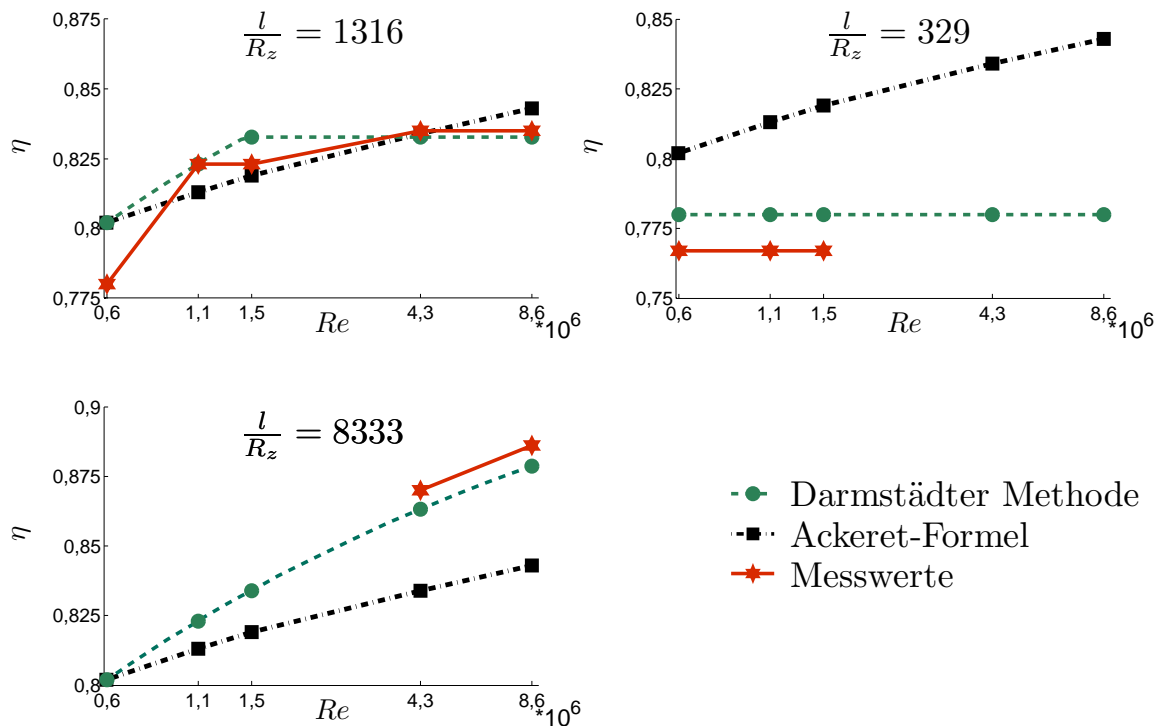 0,875
l/R_z = 1316
0,85
η
0,825
0,8
0,775
0,6 1,1 1,5 4,3 8,6
Re
*10^6
0,85
l/R_z = 329
0,825
η
0,8
0,775
0,75
0,6 1,1 1,5 4,3 8,6
Re
*10^6
0,9
l/R_z = 8333
0,875
η
0,85
0,825
0,8
0,6 1,1 1,5 4,3 8,6
Re
*10^6
Darmstädter Methode
Ackeret-Formel
Messwerte